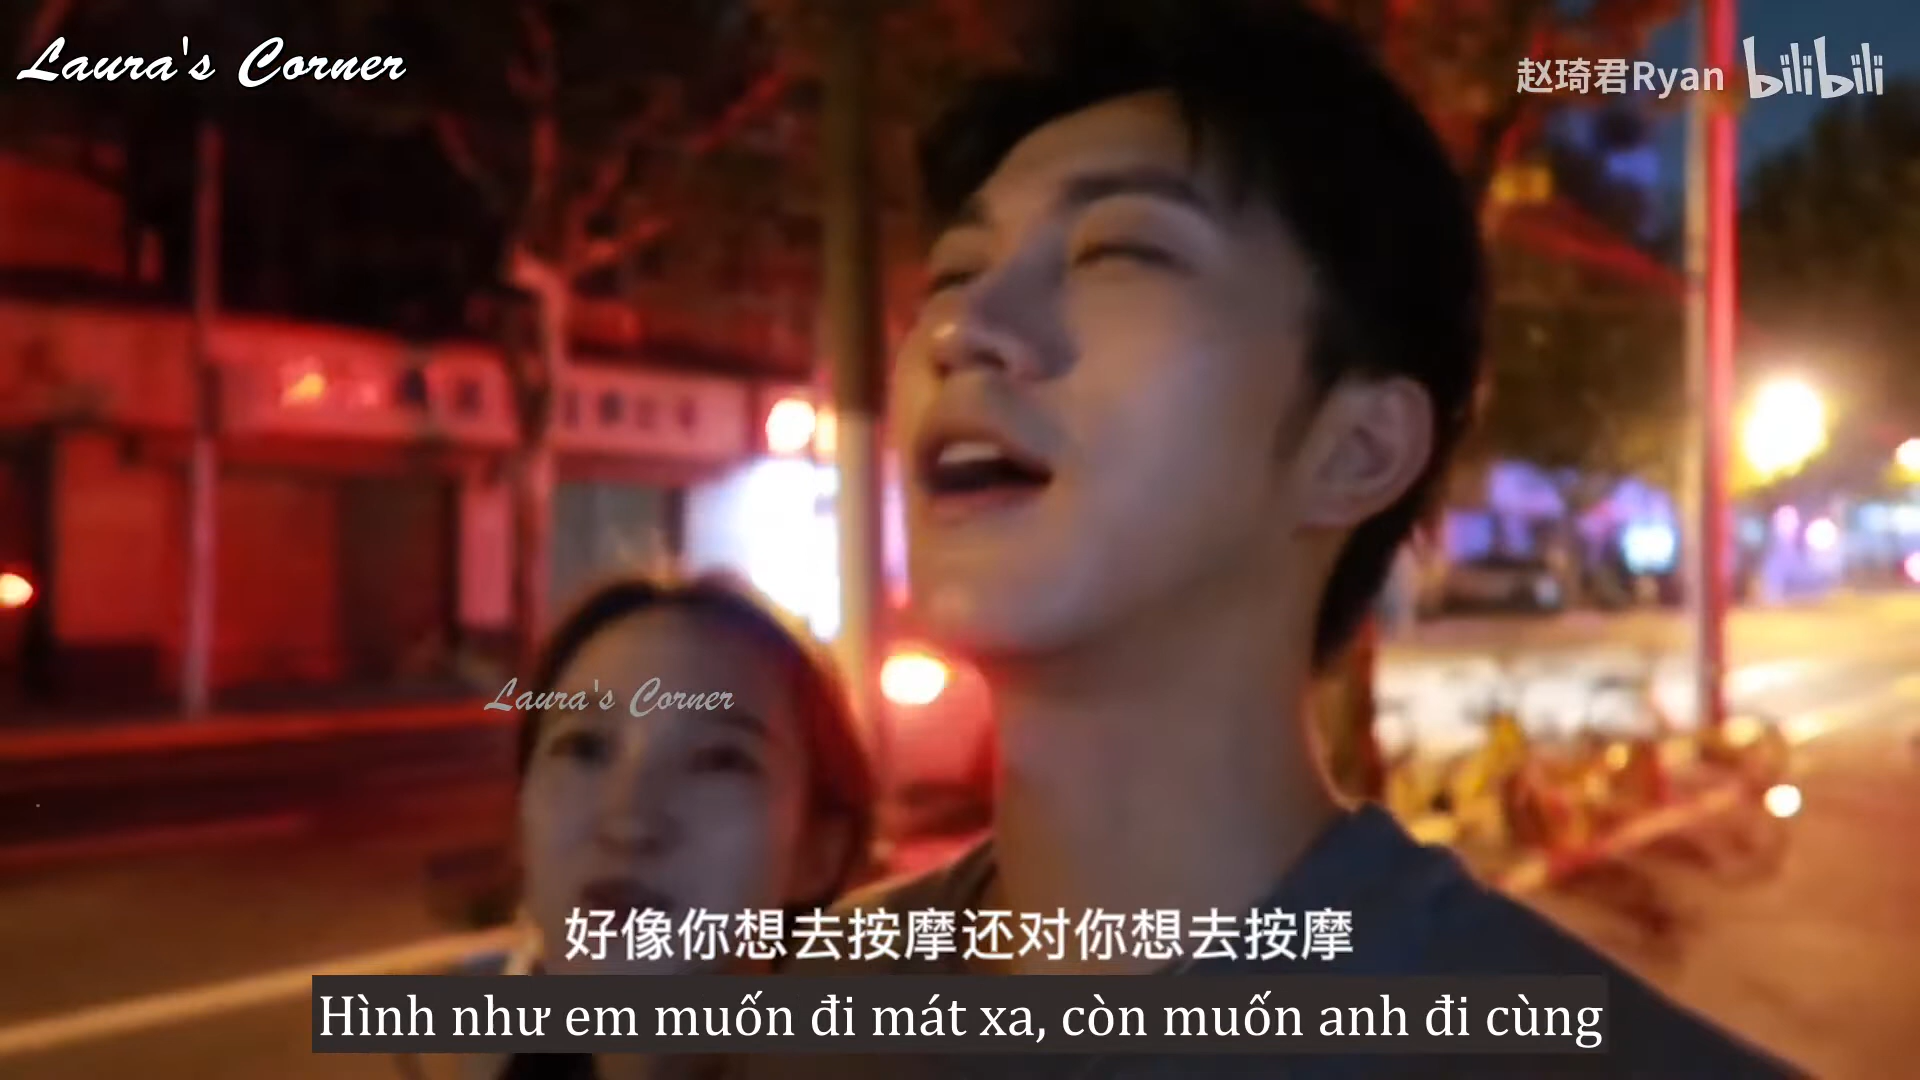 Laura's Corner
赵琦君Ryan bilibili
Laura's Corner
好像你想去按摩还对你想去按摩
Hình như em muốn đi mát xa, còn muốn anh đi cùng